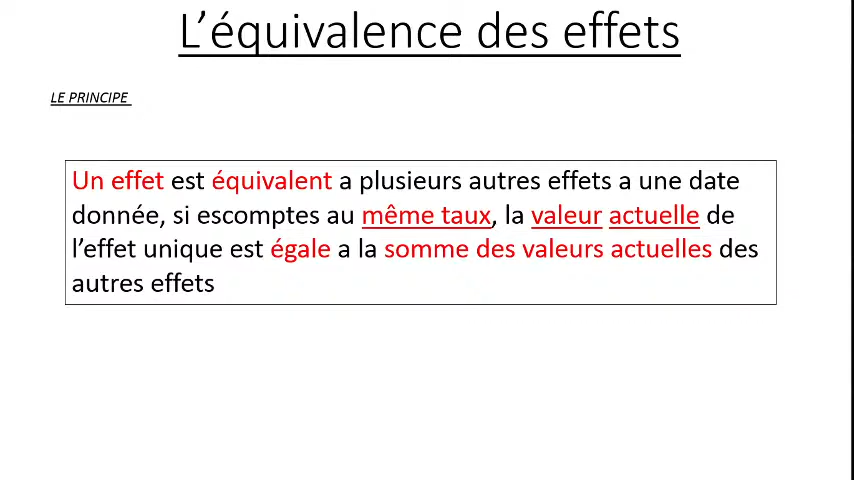 L’équivalence des effets
LE PRINCIPE
Un effet est équivalent a plusieurs autres effets a une date
donnée, si escomptes au même taux, la valeur actuelle de
l’effet unique est égale a la somme des valeurs actuelles des
autres effets